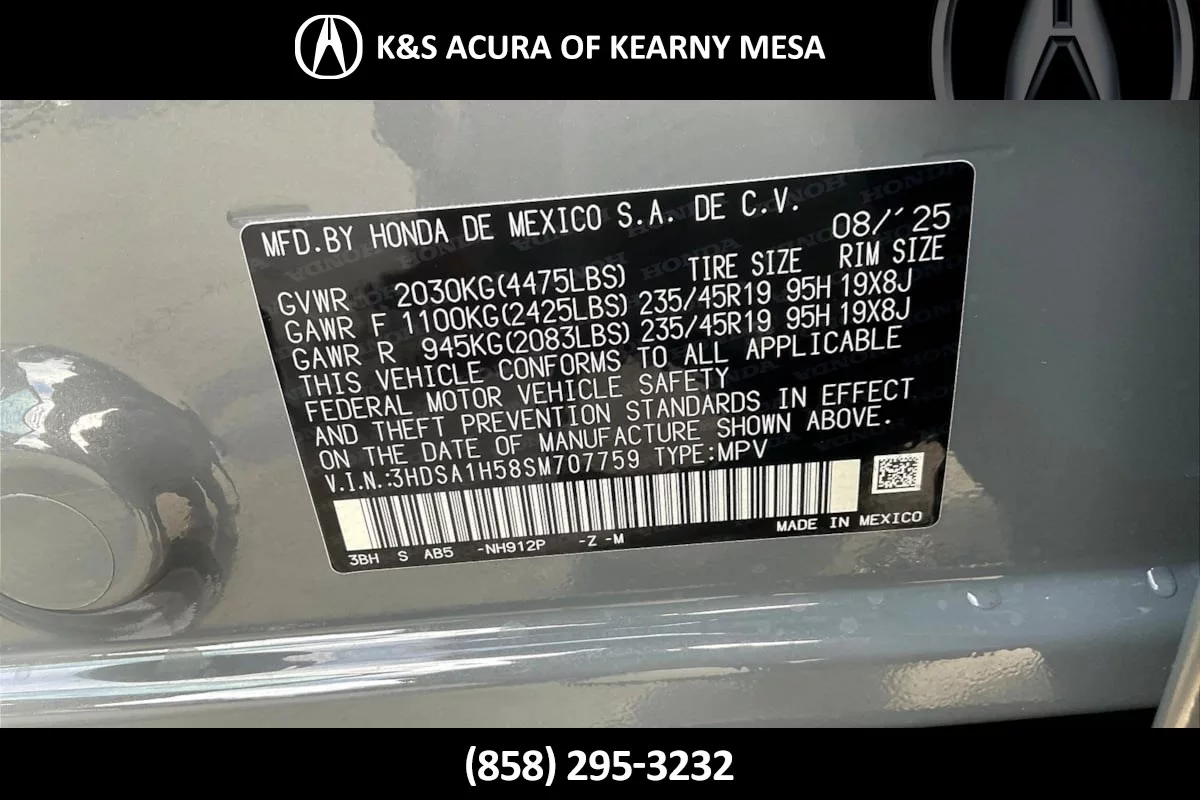 K&S ACURA OF KEARNY MESA
MFD.BY HONDA DE MEXICO S.A. DE C.V. 08/'25
GVWR 2030KG(4475LBS) TIRE SIZE RIM SIZE
GAWR F 1100KG(2425LBS) 235/45R19 95H 19X8J
GAWR R 945KG(2083LBS) 235/45R19 95H 19X8J
THIS VEHICLE CONFORMS TO ALL APPLICABLE
FEDERAL MOTOR VEHICLE SAFETY
AND THEFT PREVENTION STANDARDS IN EFFECT
ON THE DATE OF MANUFACTURE SHOWN ABOVE.
V.I.N.:3HDSA1H58SM707759 TYPE:MPV
MADE IN MEXICO
3BH S AB5 -NH912P -Z -M
(858) 295-3232